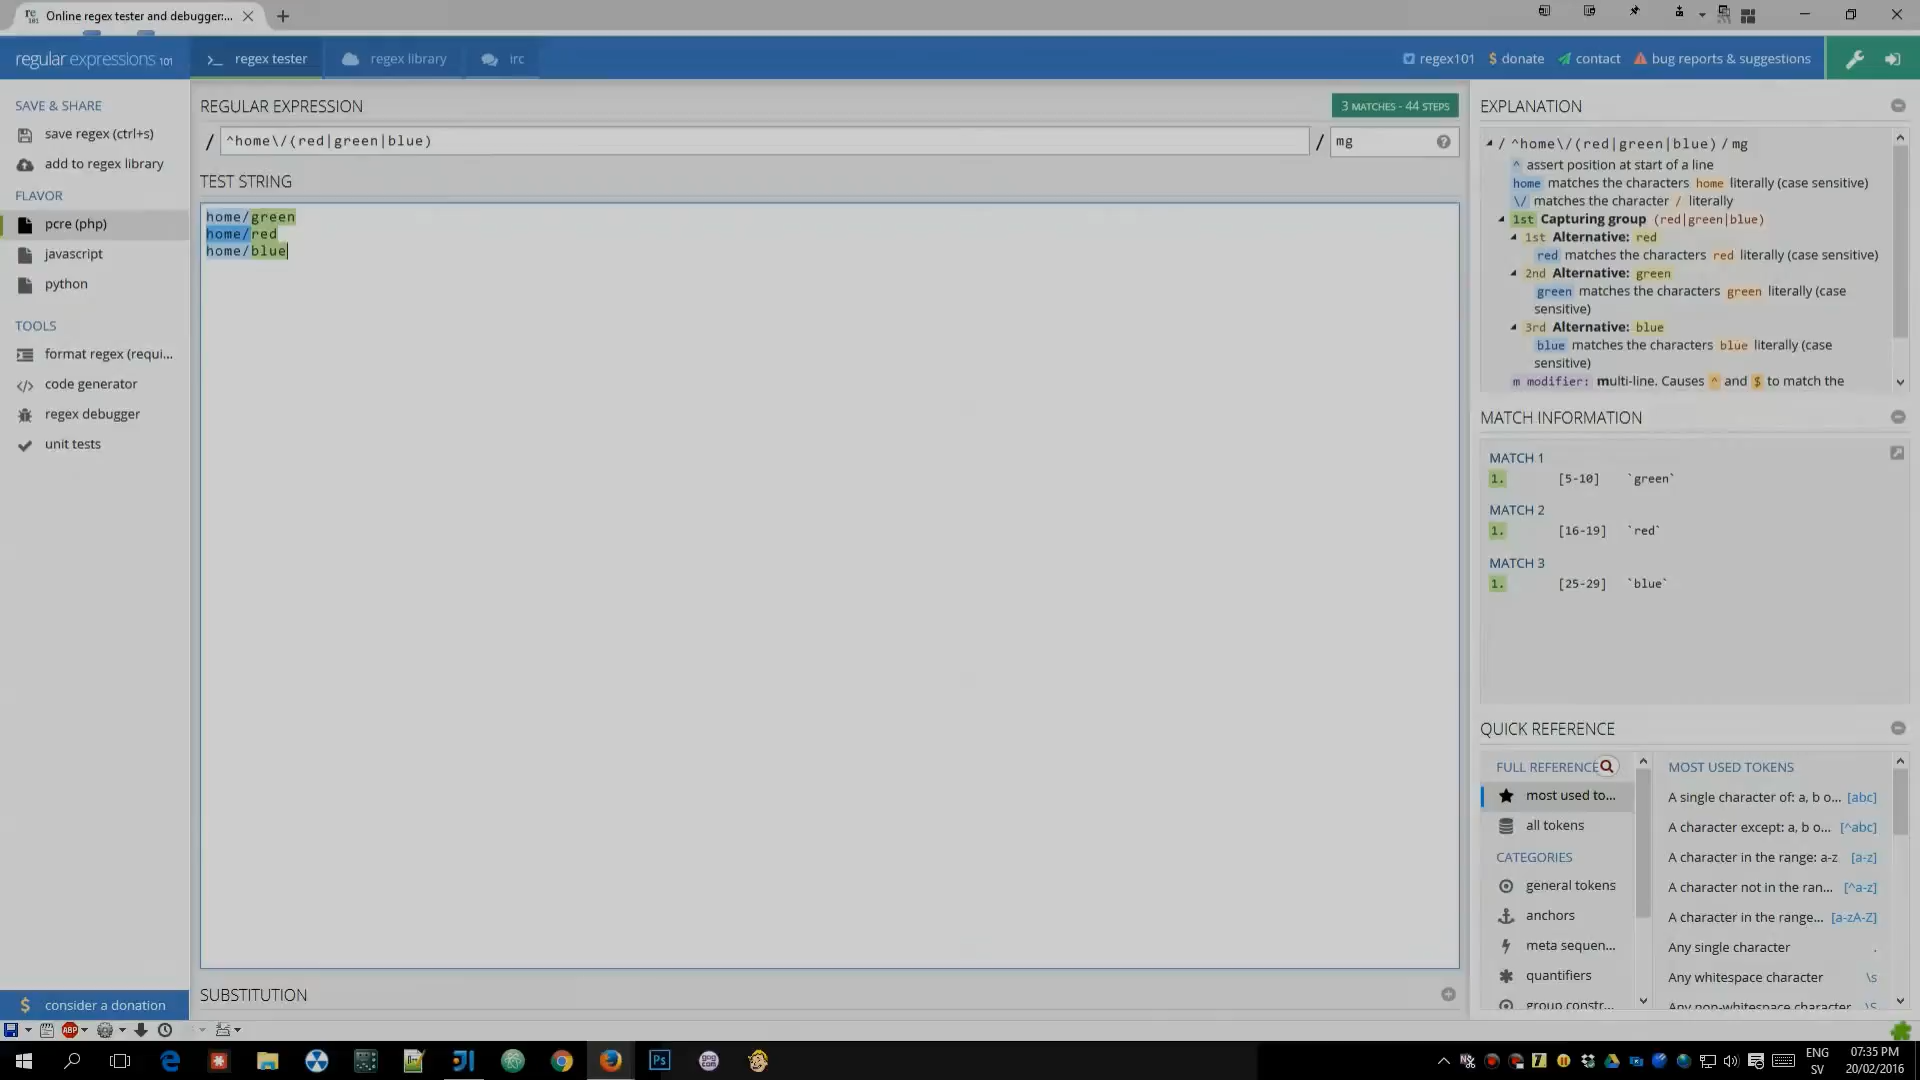 Online regex tester and debugger:...
regular expressions 101
regex tester
regex library
irc
regex101
donate
contact
bug reports & suggestions
SAVE & SHARE
save regex (ctrl+s)
add to regex library
FLAVOR
pcre (php)
javascript
python
TOOLS
format regex (requi...
code generator
regex debugger
unit tests
consider a donation
REGULAR EXPRESSION
3 MATCHES - 44 STEPS
/ ^home\/(red|green|blue) / mg
TEST STRING
home/green
home/red
home/blue
SUBSTITUTION
EXPLANATION
/ ^home\/(red|green|blue) / mg
^ assert position at start of a line
home matches the characters home literally (case sensitive)
\/ matches the character / literally
1st Capturing group (red|green|blue)
1st Alternative: red
red matches the characters red literally (case sensitive)
2nd Alternative: green
green matches the characters green literally (case
sensitive)
3rd Alternative: blue
blue matches the characters blue literally (case
sensitive)
m modifier: multi-line. Causes ^ and $ to match the
MATCH INFORMATION
MATCH 1
1. [5-10] `green`
MATCH 2
1. [16-19] `red`
MATCH 3
1. [25-29] `blue`
QUICK REFERENCE
FULL REFERENCE
most used to...
all tokens
CATEGORIES
general tokens
anchors
meta sequen...
quantifiers
group constr...
MOST USED TOKENS
A single character of: a, b o... [abc]
A character except: a, b o... [^abc]
A character in the range: a-z [a-z]
A character not in the ran... [^a-z]
A character in the range... [a-zA-Z]
Any single character .
Any whitespace character \s
Any non-whitespace character \S
ABP
Ps
ENG
SV
07:35 PM
20/02/2016